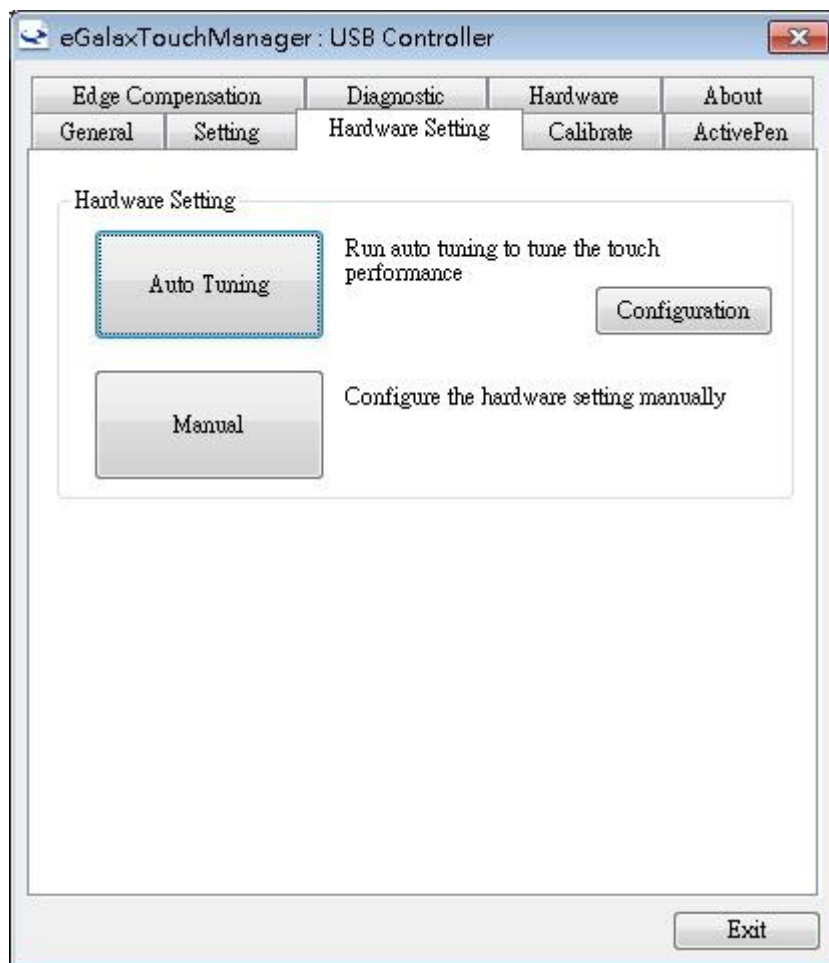 eGalaxTouchManager : USB Controller
Edge Compensation Diagnostic Hardware About
General Setting Hardware Setting Calibrate ActivePen
Hardware Setting
Auto Tuning
Run auto tuning to tune the touch
performance
Configuration
Manual
Configure the hardware setting manually
Exit